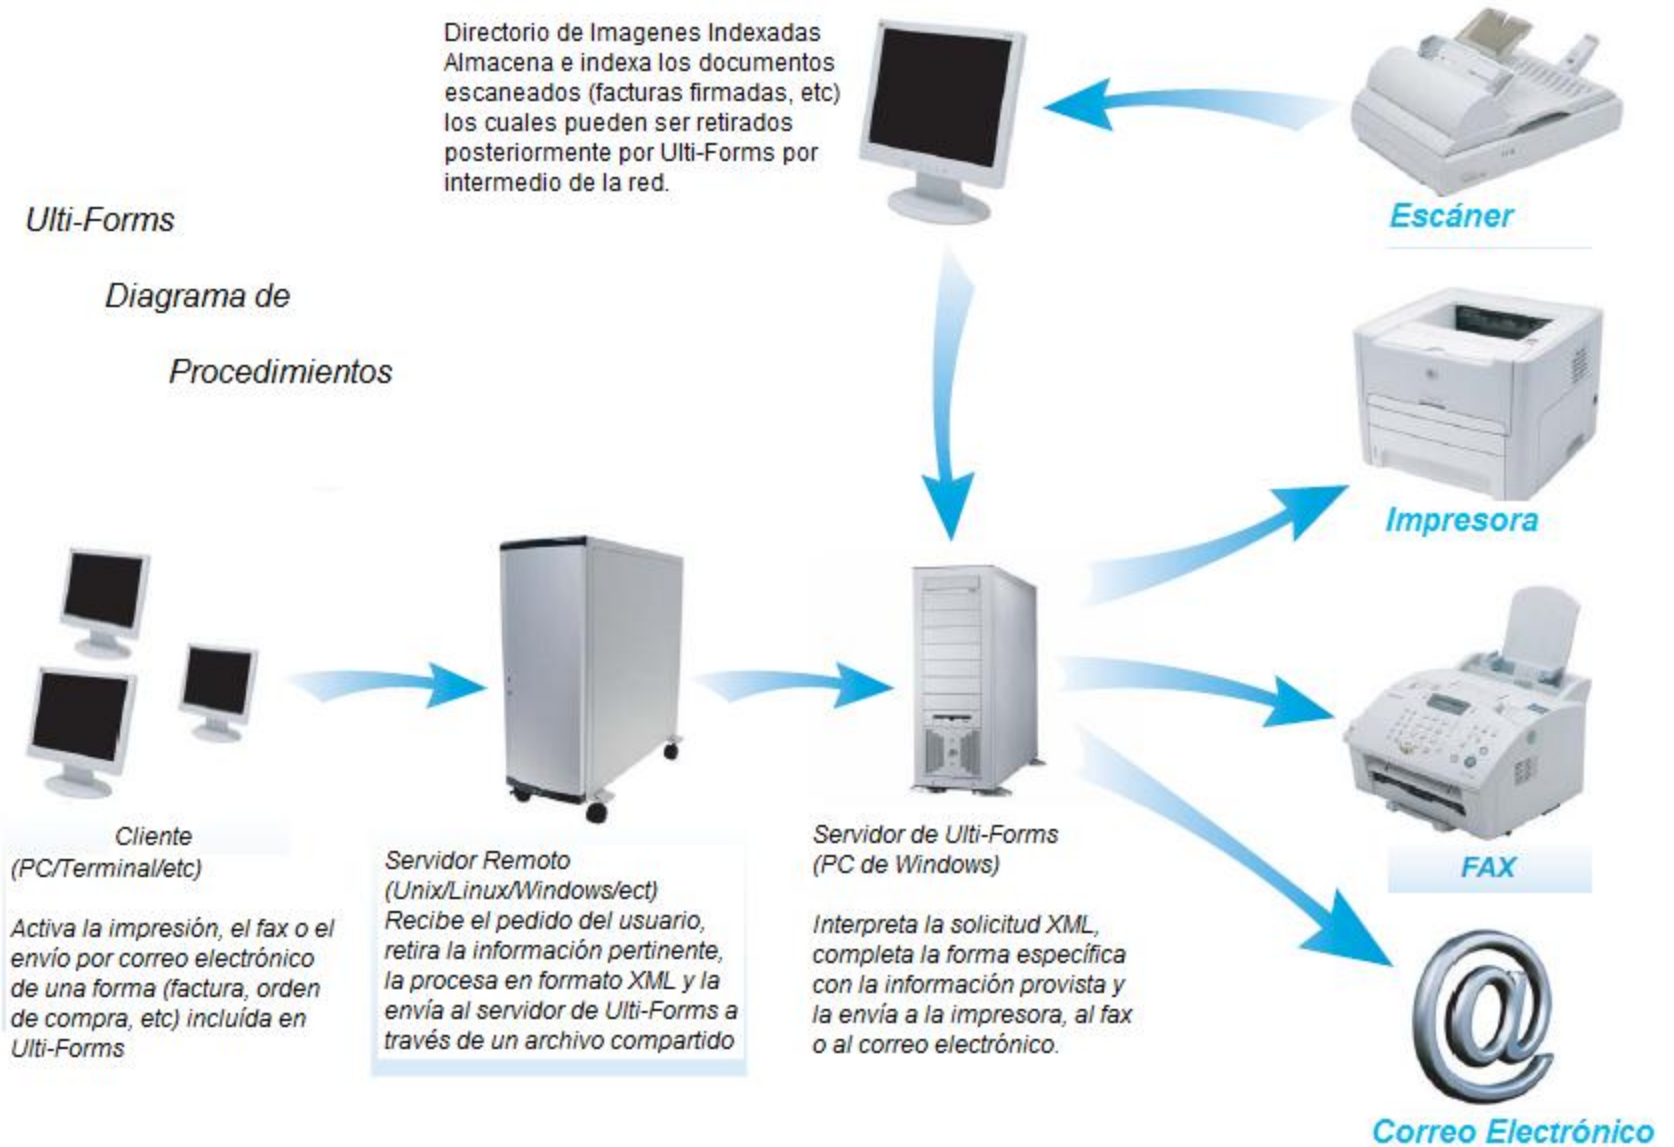 Directorio de Imagenes Indexadas
Almacena e indexa los documentos
escaneados (facturas firmadas, etc)
los cuales pueden ser retirados
posteriormente por Ulti-Forms por
intermedio de la red.
Escáner
Ulti-Forms
Diagrama de
Procedimientos
Impresora
Cliente
(PC/Terminal/etc)
Activa la impresión, el fax o el
envío por correo electrónico
de una forma (factura, orden
de compra, etc) incluída en
Ulti-Forms
Servidor Remoto
(Unix/Linux/Windows/ect)
Recibe el pedido del usuario,
retira la información pertinente,
la procesa en formato XML y la
envía al servidor de Ulti-Forms a
través de un archivo compartido
Servidor de Ulti-Forms
(PC de Windows)
Interpreta la solicitud XML,
completa la forma específica
con la información provista y
la envía a la impresora, al fax
o al correo electrónico.
FAX
Correo Electrónico